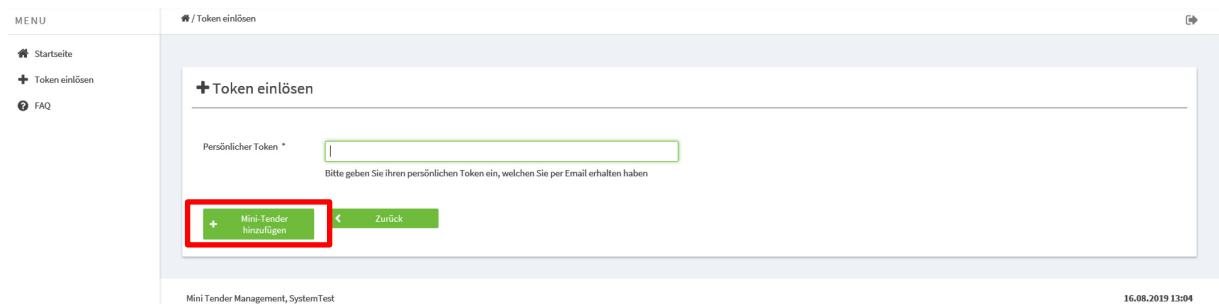 MENU
/ Token einlösen
Startseite
Token einlösen
FAQ
Token einlösen
Persönlicher Token *
Bitte geben Sie ihren persönlichen Token ein, welchen Sie per Email erhalten haben
Mini-Tender
hinzufügen
Zurück
Mini Tender Management, SystemTest
16.08.2019 13:04